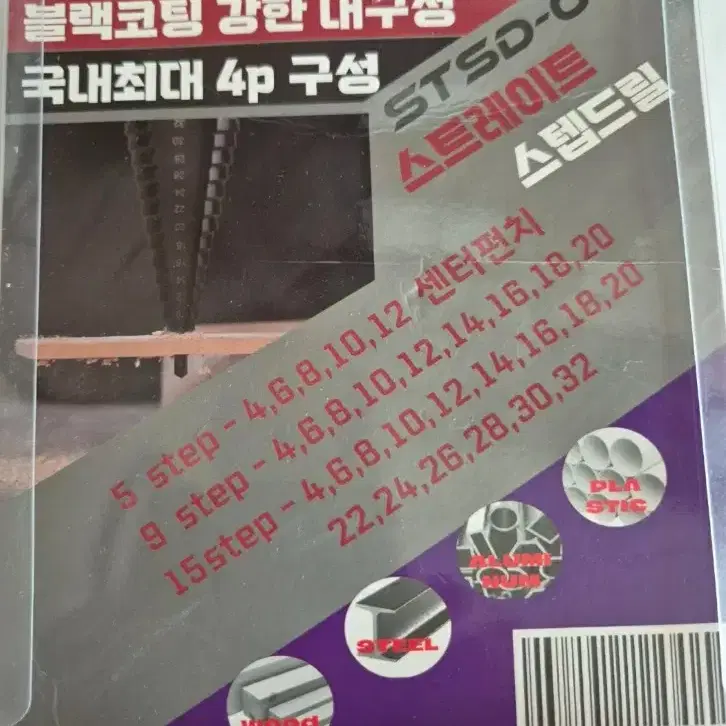 블랙코팅 강한 내구성
국내최대 4p 구성
STSD-
스트레이트
스텝드릴
5 step - 4,6,8,10,12 센터펀치
9 step - 4,6,8,10,12,14,16,18,20
15step - 4,6,8,10,12,14,16,18,20
22,24,26,28,30,32
PLA
STIC
ALUMI
NUM
STEEL
Wood